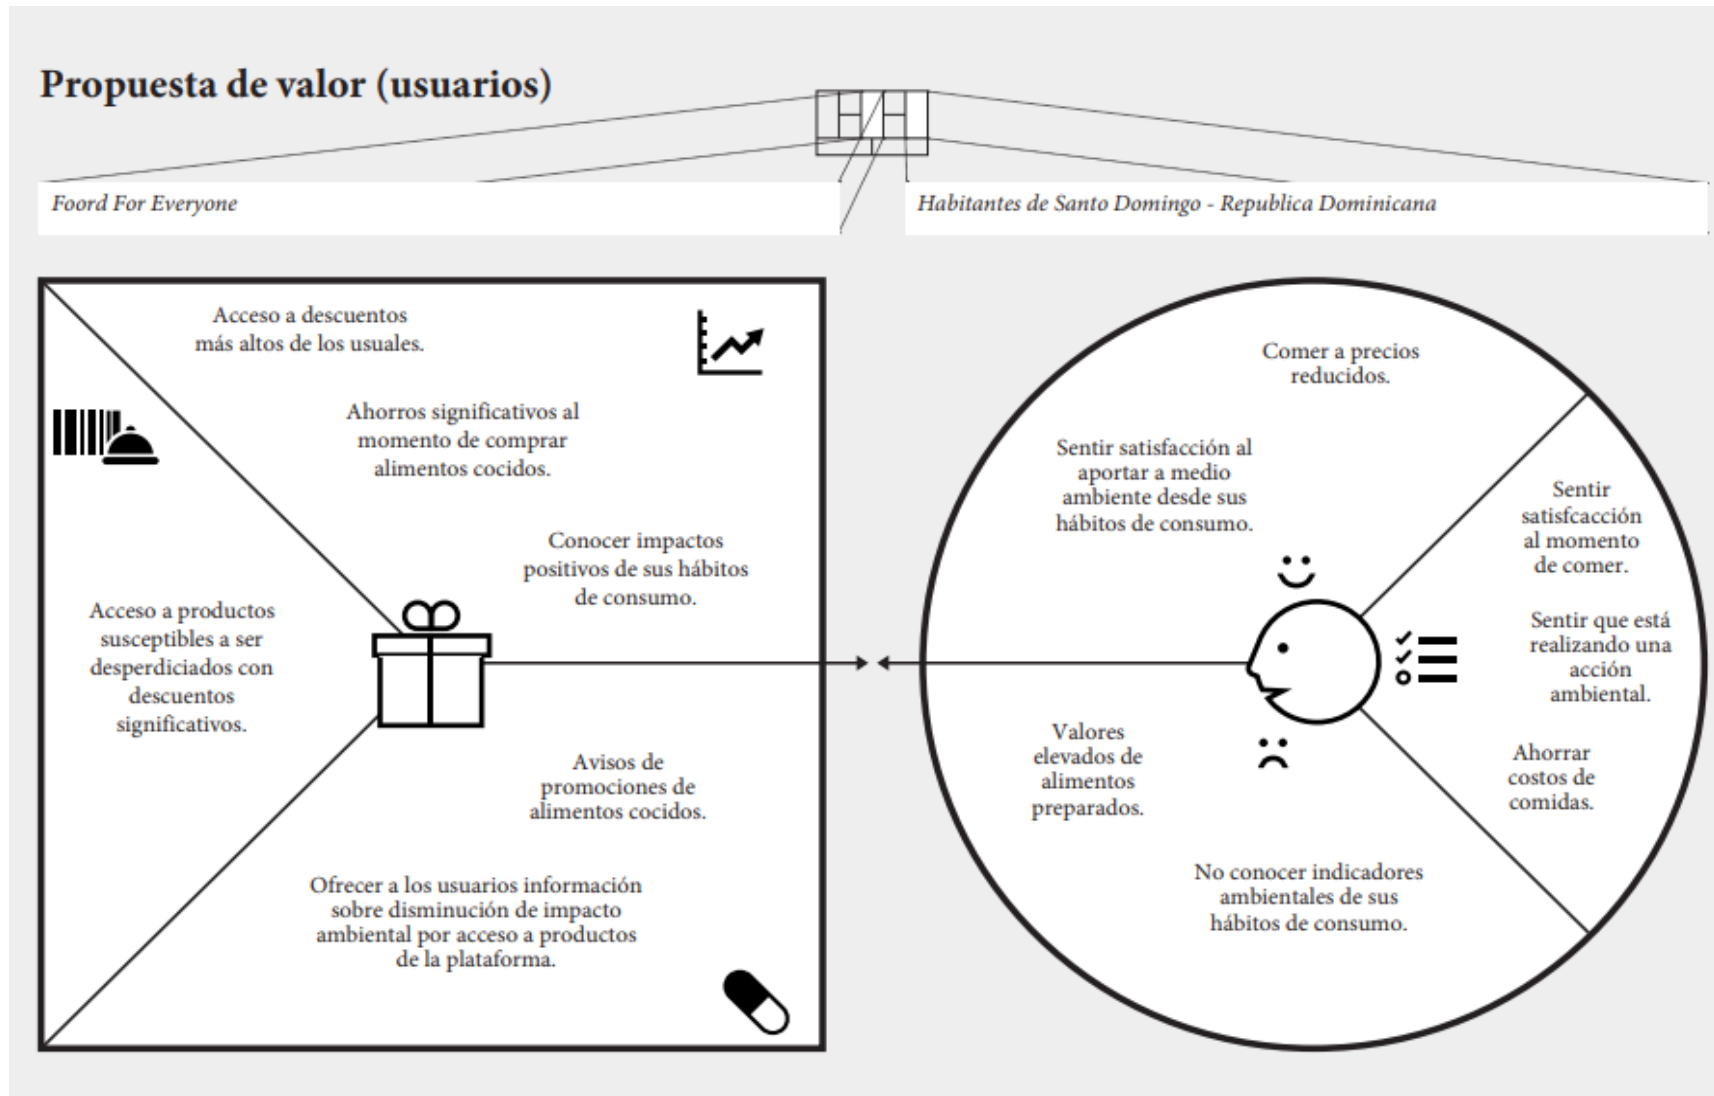 Propuesta de valor (usuarios)
Foord For Everyone
Habitantes de Santo Domingo - Republica Dominicana
Acceso a descuentos
más altos de los usuales.
Ahorros significativos al
momento de comprar
alimentos cocidos.
Conocer impactos
positivos de sus hábitos
de consumo.
Acceso a productos
susceptibles a ser
desperdiciados con
descuentos
significativos.
Avisos de
promociones de
alimentos cocidos.
Ofrecer a los usuarios información
sobre disminución de impacto
ambiental por acceso a productos
de la plataforma.
Comer a precios
reducidos.
Sentir satisfacción al
aportar a medio
ambiente desde sus
hábitos de consumo.
Sentir
satisfcacción
al momento
de comer.
Sentir que está
realizando una
acción
ambiental.
Ahorrar
costos de
comidas.
Valores
elevados de
alimentos
preparados.
No conocer indicadores
ambientales de sus
hábitos de consumo.